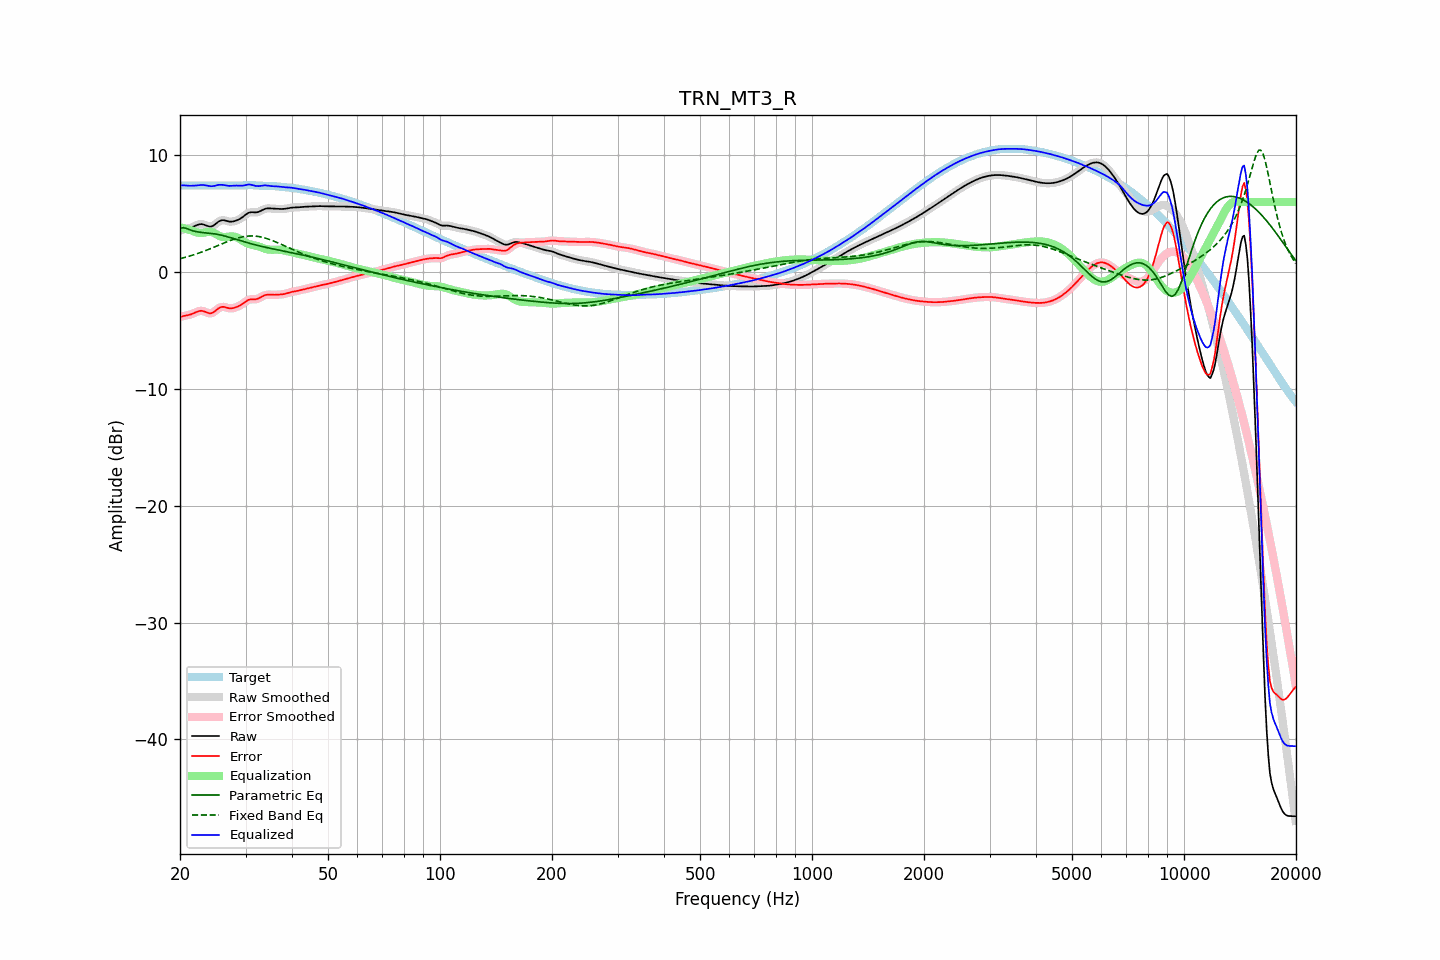 TRN_MT3_R
Amplitude (dBr)
10
0
−10
−20
−30
−40
Target
Raw Smoothed
Error Smoothed
Raw
Error
Equalization
Parametric Eq
Fixed Band Eq
Equalized
20 50 100 200 500 1000 2000 5000 10000 20000
Frequency (Hz)